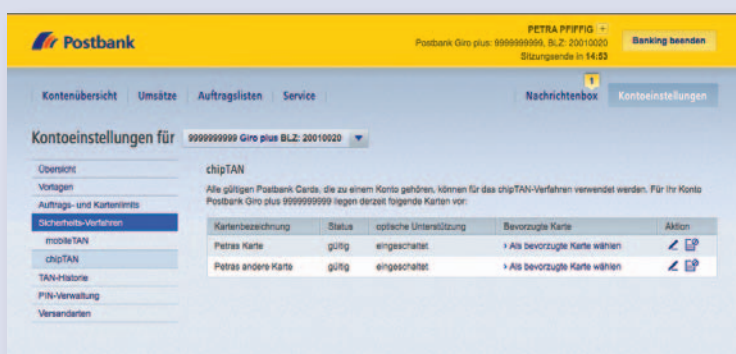 Postbank
PETRA PFIFFIG +
Postbank Giro plus: 9999999999, BLZ: 20010020
Sitzungsende in 14:53
Banking beenden
Kontenübersicht Umsätze Auftragslisten Service
1
Nachrichtenbox Kontoeinstellungen
Kontoeinstellungen für 9999999999 Giro plus BLZ: 20010020
Übersicht
Vorlagen
Auftrags- und Kartenlimits
Sicherheits-Verfahren
mobileTAN
chipTAN
TAN-Historie
PIN-Verwaltung
Versandarten
chipTAN
Alle gültigen Postbank Cards, die zu einem Konto gehören, können für das chipTAN-Verfahren verwendet werden. Für Ihr Konto
Postbank Giro plus 9999999999 liegen derzeit folgende Karten vor:
Kartenbezeichnung Status optische Unterstützung Bevorzugte Karte Aktion
Petras Karte gültig eingeschaltet › Als bevorzugte Karte wählen
Petras andere Karte gültig eingeschaltet › Als bevorzugte Karte wählen